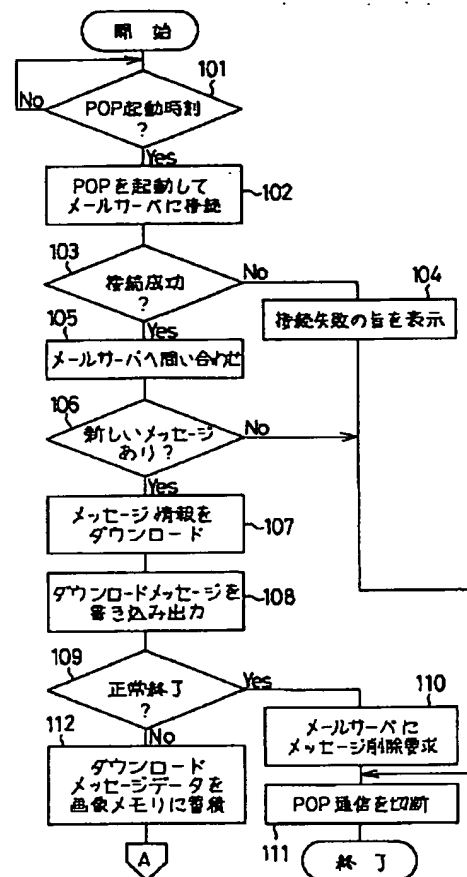 開始
101
POP起動時刻
?
No
Yes
POPを起動して
メールサーバに接続
102
103
接続成功
?
No
104
Yes
接続失敗の旨を表示
105
メールサーバへ問い合わせ
106
新しいメッセージ
あり?
No
Yes
メッセージ情報を
ダウンロード
107
ダウンロードメッセージを
書き込み出力
108
109
正常終了
?
Yes
110
No
メールサーバに
メッセージ削除要求
112
ダウンロード
メッセージデータを
画像メモリに蓄積
POP通信を切断
111
A
終了